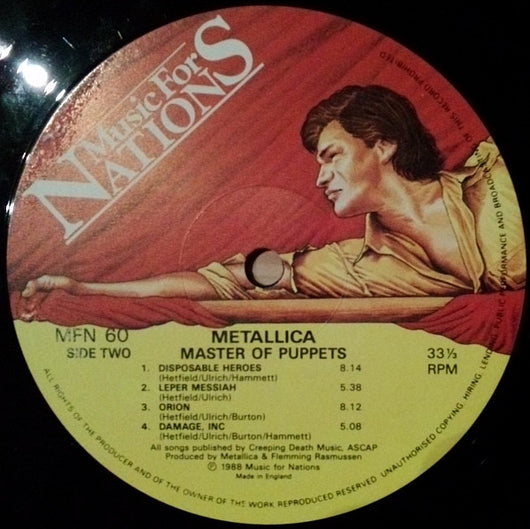 Music For
NATIONS
MFN 60
SIDE TWO
METALLICA
MASTER OF PUPPETS
33⅓
RPM
1. DISPOSABLE HEROES 8.14
(Hetfield/Ulrich/Hammett)
2. LEPER MESSIAH 5.38
(Hetfield/Ulrich)
3. ORION 8.12
(Hetfield/Ulrich/Burton)
4. DAMAGE, INC 5.08
(Hetfield/Ulrich/Burton/Hammett)
All songs published by Creeping Death Music, ASCAP
Produced by Metallica & Flemming Rasmussen
Ⓟ 1988 Music for Nations
Made in England
ALL RIGHTS OF THE PRODUCER AND OF THE OWNER OF THE WORK REPRODUCED RESERVED. UNAUTHORISED COPYING, HIRING, LENDING, PUBLIC PERFORMANCE AND BROADCASTING OF THIS RECORD PROHIBITED